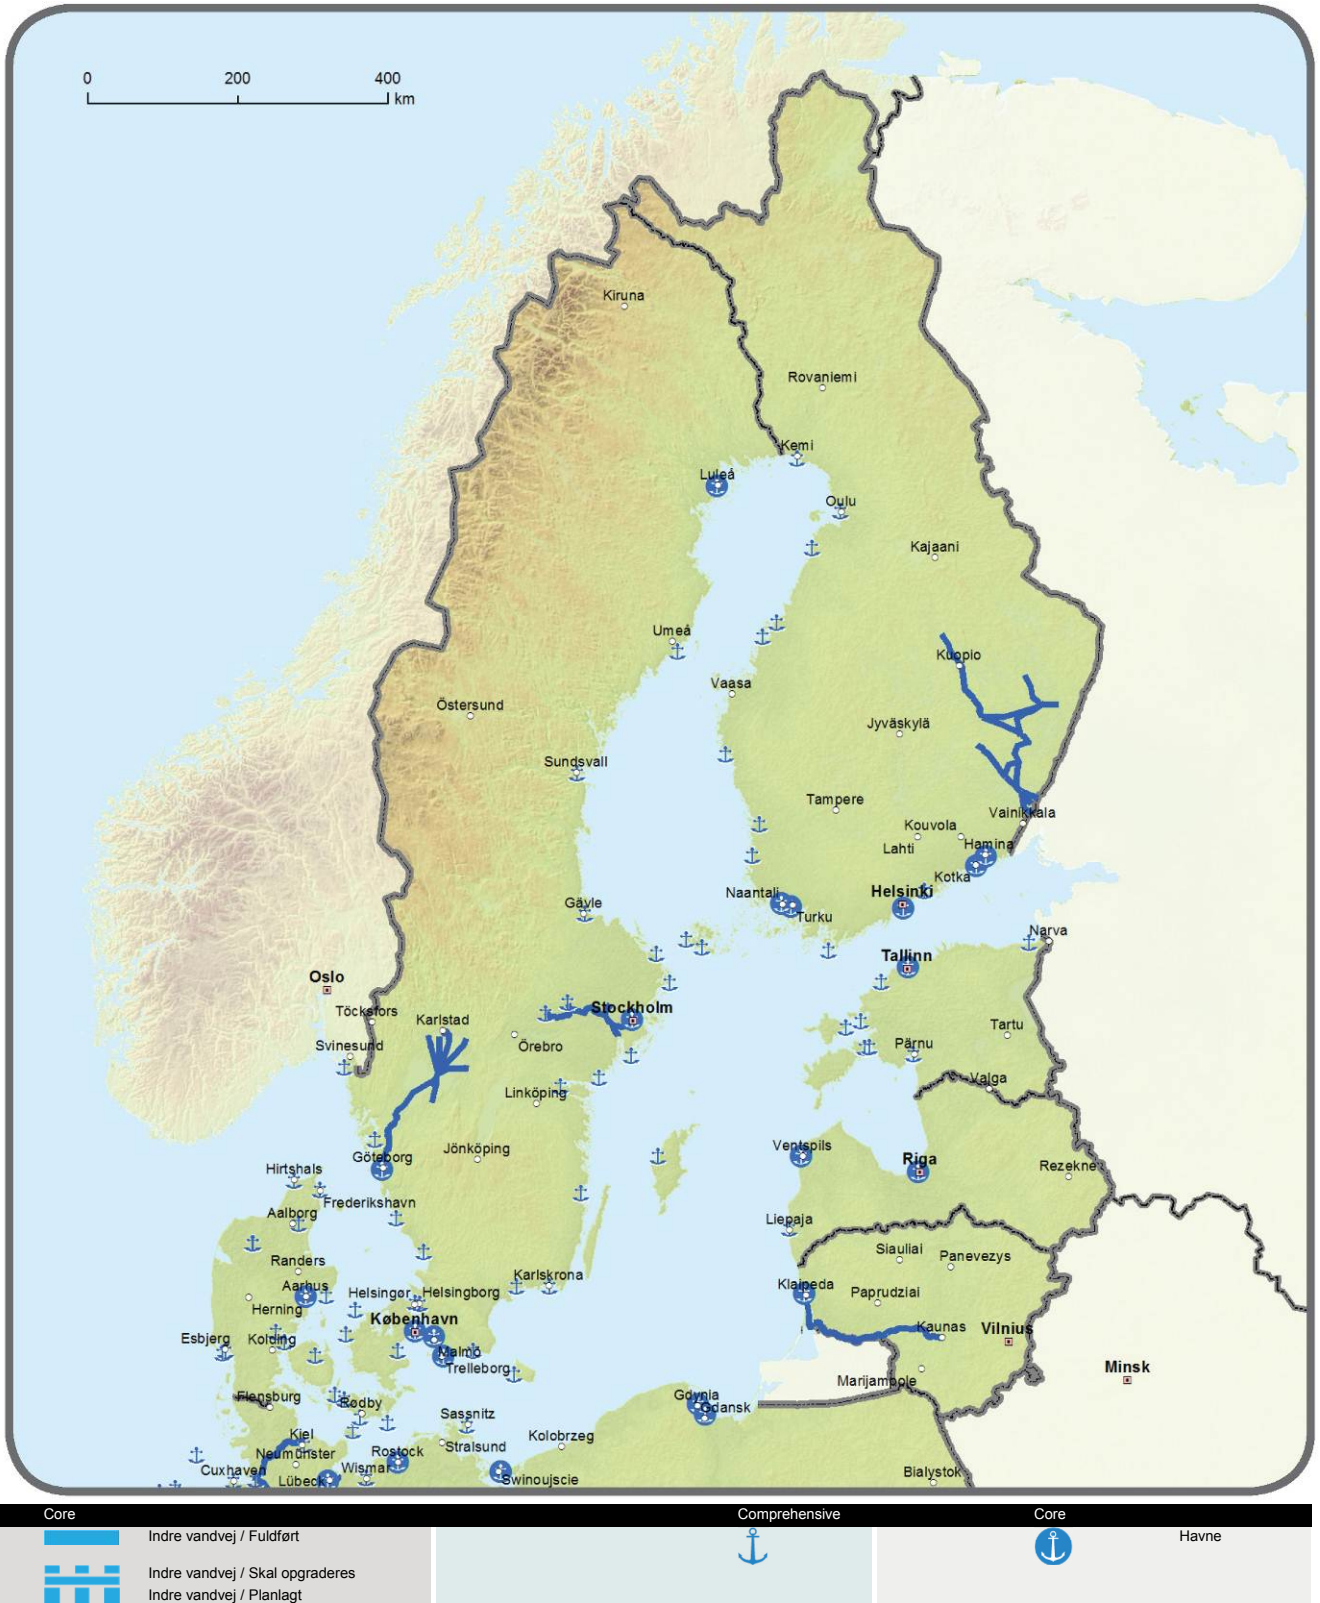 0 200 400
km
Kiruna
Rovaniemi
Kemi
Luleå
Oulu
Kajaani
Umeå
Kuopio
Vaasa
Östersund
Jyväskylä
Sundsvall
Tampere
Vainikkala
Kouvola
Hamina
Lahti
Kotka
Naantali
Helsinki
Gävle
Turku
Narva
Tallinn
Oslo
Töcksfors
Stockholm
Karlstad
Tartu
Svinesund
Örebro
Pärnu
Valga
Linköping
Göteborg
Jönköping
Ventspils
Riga
Rezekne
Hirtshals
Frederikshavn
Aalborg
Liepaja
Siauliai
Panevezys
Randers
Aarhus
Helsingør
Helsingborg
Karlskrona
Klaipeda
Paprudziai
Herning
København
Kaunas
Vilnius
Esbjerg
Kolding
Malmö
Trelleborg
Minsk
Marijampole
Flensburg
Rødby
Gdynia
Gdansk
Sassnitz
Kiel
Kolobrzeg
Neumünster
Rostock
Stralsund
Cuxhaven
Wismar
Lübeck
Swinoujscie
Bialystok
Core Comprehensive Core
Indre vandvej / Fuldført Havne
Indre vandvej / Skal opgraderes
Indre vandvej / Planlagt